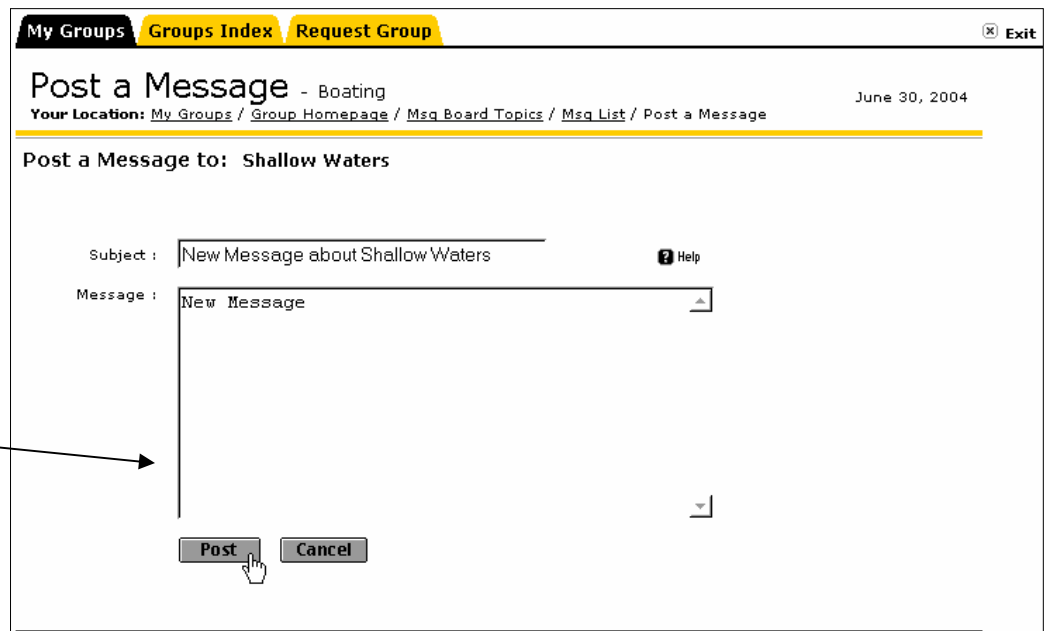 My Groups Groups Index Request Group Exit
Post a Message - Boating
June 30, 2004
Your Location: My Groups / Group Homepage / Msg Board Topics / Msg List / Post a Message
Post a Message to: Shallow Waters
Subject : New Message about Shallow Waters ? Help
Message : New Message
Post Cancel